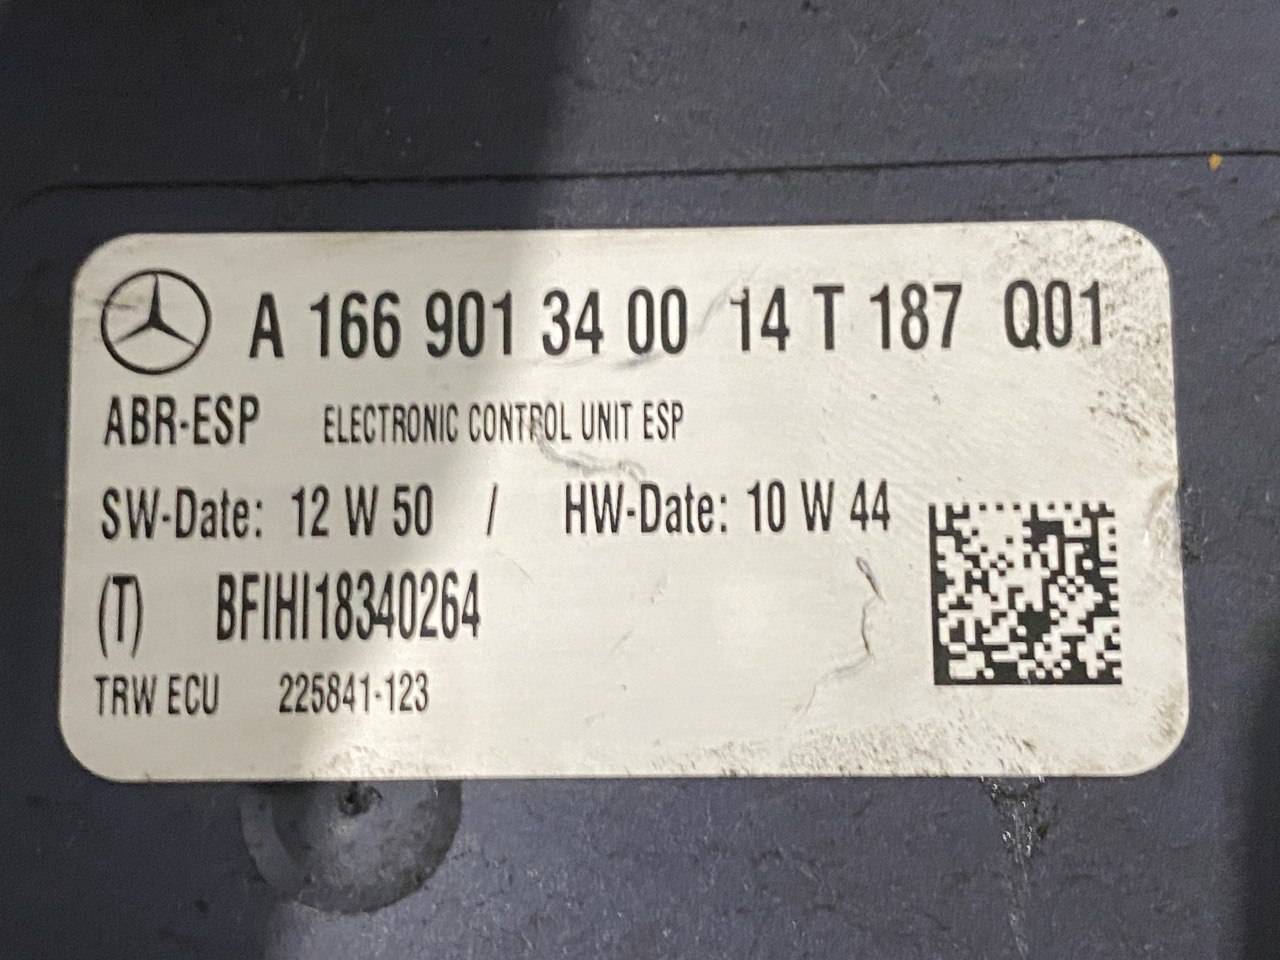 A 166 901 34 00 14 T 187 Q01
ABR-ESP ELECTRONIC CONTROL UNIT ESP
SW-Date: 12 W 50 / HW-Date: 10 W 44
(T) BFIHI18340264
TRW ECU 225841-123